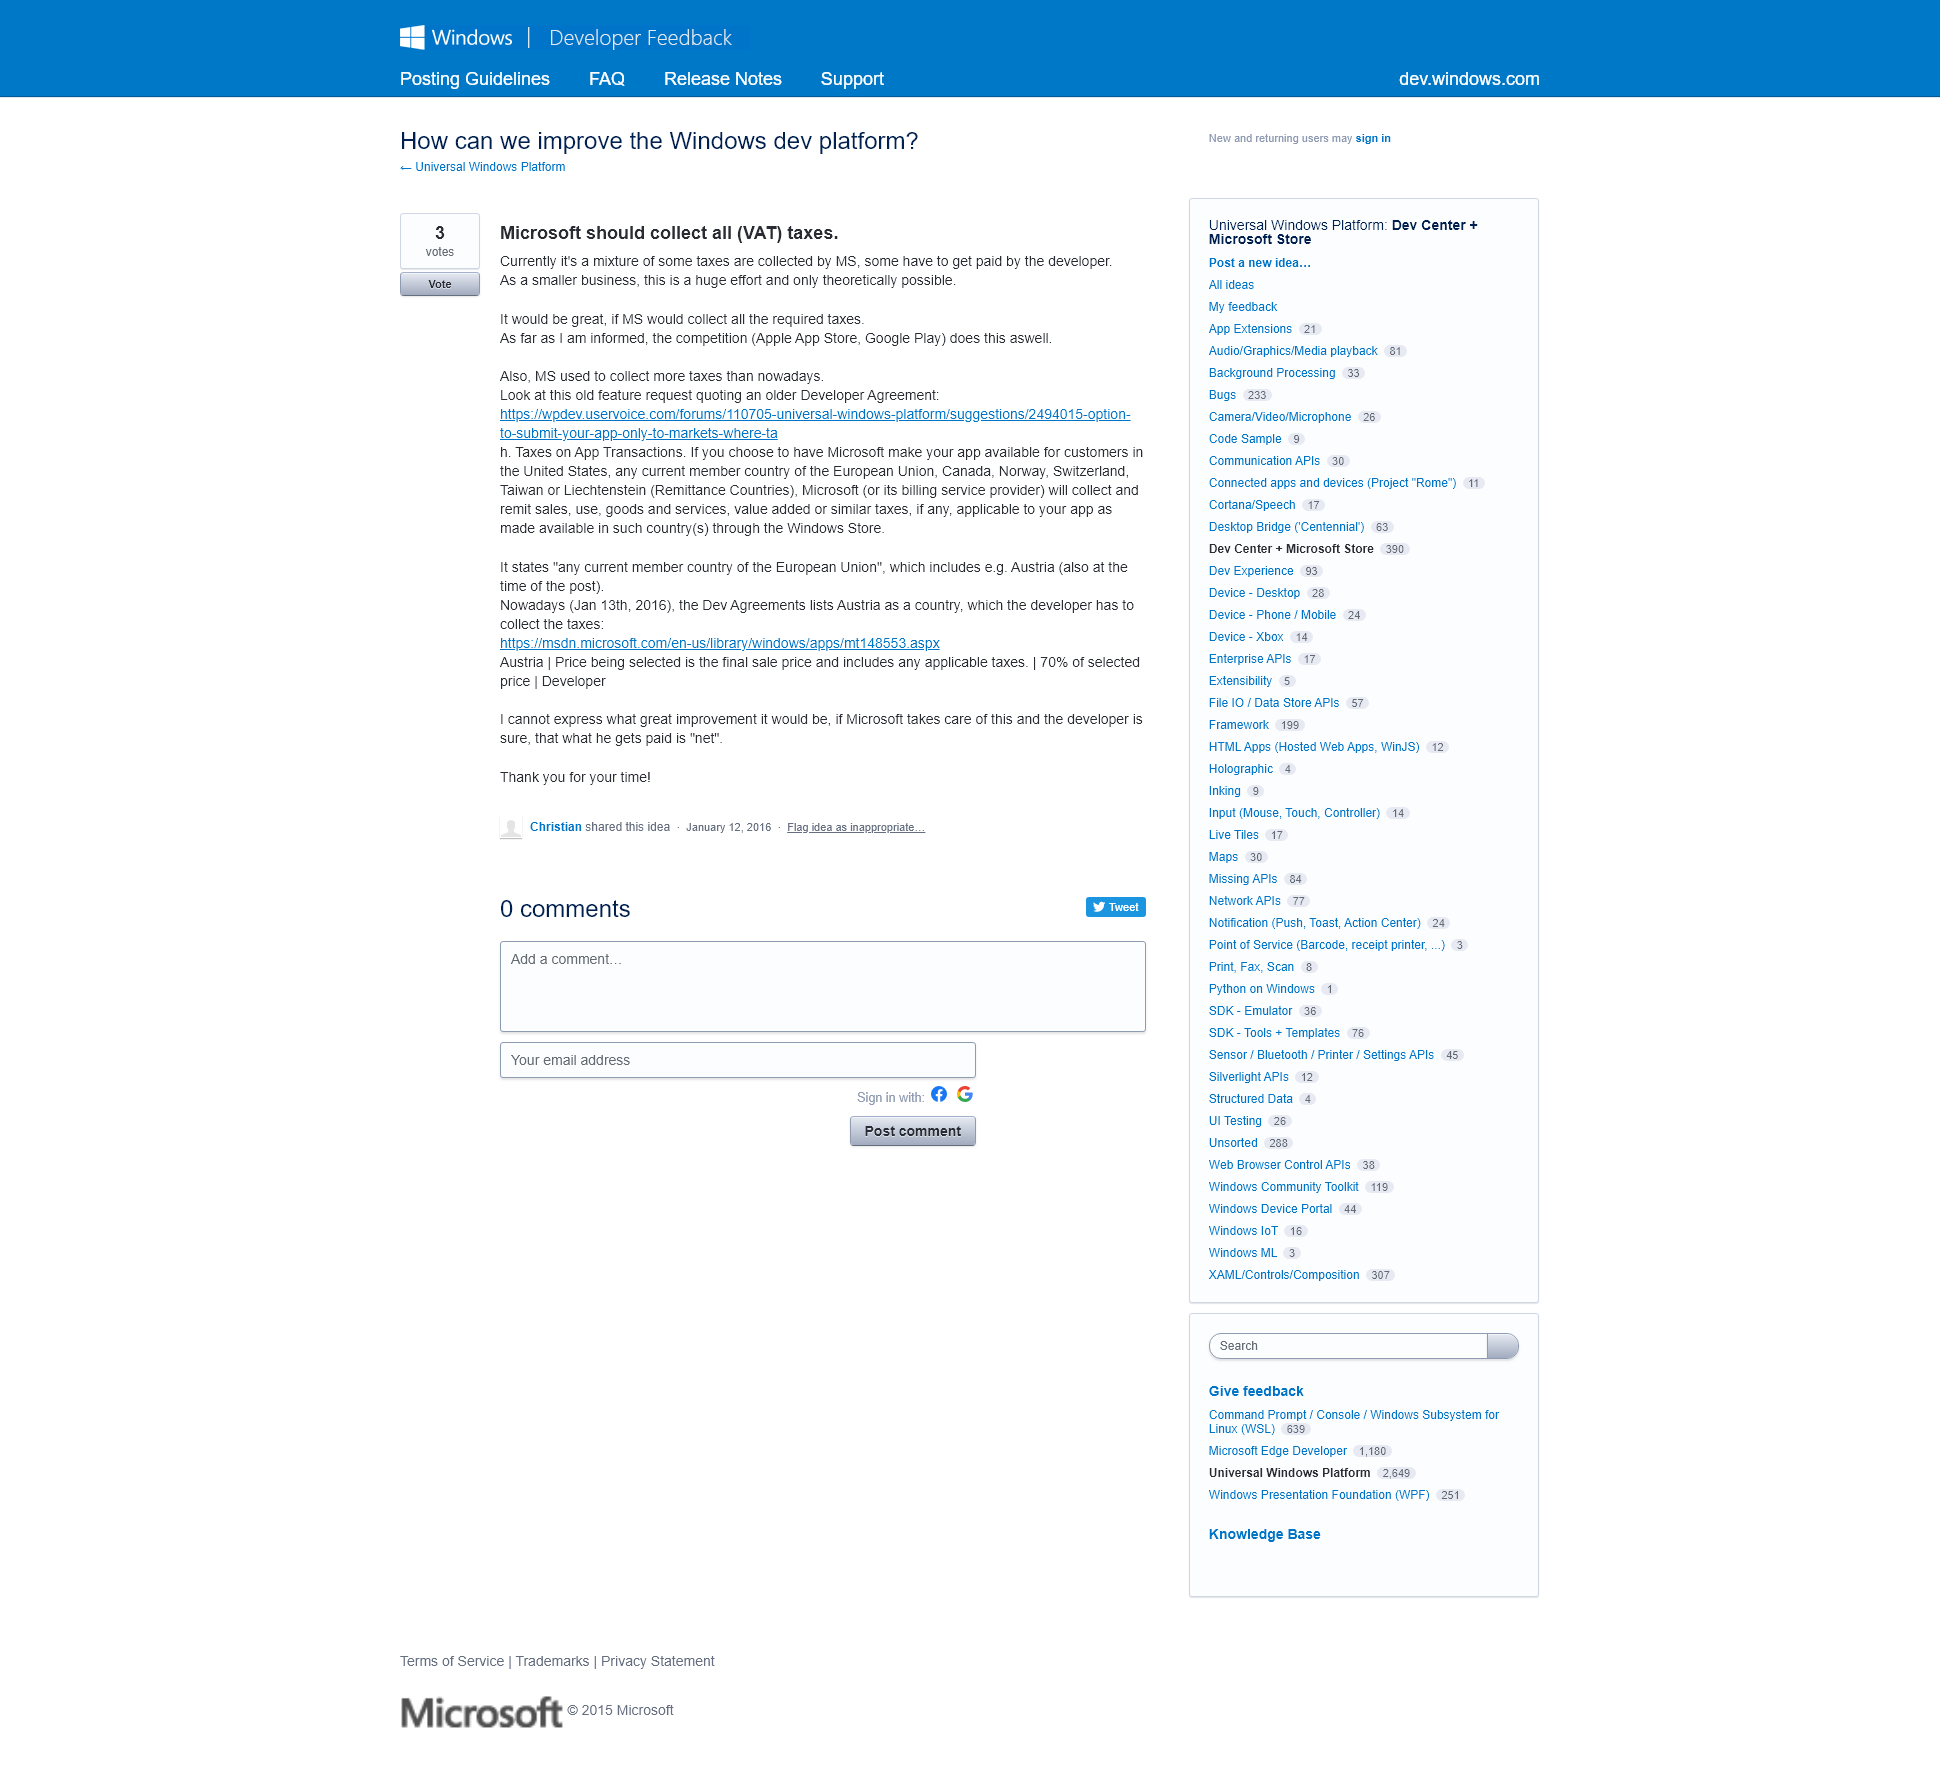 Windows | Developer Feedback
Posting Guidelines FAQ Release Notes Support dev.windows.com
How can we improve the Windows dev platform?
← Universal Windows Platform
New and returning users may sign in
3
votes
Vote
Microsoft should collect all (VAT) taxes.
Currently it's a mixture of some taxes are collected by MS, some have to get paid by the developer.
As a smaller business, this is a huge effort and only theoretically possible.
It would be great, if MS would collect all the required taxes.
As far as I am informed, the competition (Apple App Store, Google Play) does this aswell.
Also, MS used to collect more taxes than nowadays.
Look at this old feature request quoting an older Developer Agreement:
https://wpdev.uservoice.com/forums/110705-universal-windows-platform/suggestions/2494015-option-
to-submit-your-app-only-to-markets-where-ta
h. Taxes on App Transactions. If you choose to have Microsoft make your app available for customers in
the United States, any current member country of the European Union, Canada, Norway, Switzerland,
Taiwan or Liechtenstein (Remittance Countries), Microsoft (or its billing service provider) will collect and
remit sales, use, goods and services, value added or similar taxes, if any, applicable to your app as
made available in such country(s) through the Windows Store.
It states "any current member country of the European Union", which includes e.g. Austria (also at the
time of the post).
Nowadays (Jan 13th, 2016), the Dev Agreements lists Austria as a country, which the developer has to
collect the taxes:
https://msdn.microsoft.com/en-us/library/windows/apps/mt148553.aspx
Austria | Price being selected is the final sale price and includes any applicable taxes. | 70% of selected
price | Developer
I cannot express what great improvement it would be, if Microsoft takes care of this and the developer is
sure, that what he gets paid is "net".
Thank you for your time!
Christian shared this idea · January 12, 2016 · Flag idea as inappropriate…
0 comments
Tweet
Add a comment…
Your email address
Sign in with:
Post comment
Universal Windows Platform: Dev Center +
Microsoft Store
Post a new idea…
All ideas
My feedback
App Extensions 21
Audio/Graphics/Media playback 81
Background Processing 33
Bugs 233
Camera/Video/Microphone 26
Code Sample 9
Communication APIs 30
Connected apps and devices (Project "Rome") 11
Cortana/Speech 17
Desktop Bridge ('Centennial') 63
Dev Center + Microsoft Store 390
Dev Experience 93
Device - Desktop 28
Device - Phone / Mobile 24
Device - Xbox 14
Enterprise APIs 17
Extensibility 5
File IO / Data Store APIs 57
Framework 199
HTML Apps (Hosted Web Apps, WinJS) 12
Holographic 4
Inking 9
Input (Mouse, Touch, Controller) 14
Live Tiles 17
Maps 30
Missing APIs 84
Network APIs 77
Notification (Push, Toast, Action Center) 24
Point of Service (Barcode, receipt printer, ...) 3
Print, Fax, Scan 8
Python on Windows 1
SDK - Emulator 36
SDK - Tools + Templates 76
Sensor / Bluetooth / Printer / Settings APIs 45
Silverlight APIs 12
Structured Data 4
UI Testing 26
Unsorted 288
Web Browser Control APIs 38
Windows Community Toolkit 119
Windows Device Portal 44
Windows IoT 16
Windows ML 3
XAML/Controls/Composition 307
Search
Give feedback
Command Prompt / Console / Windows Subsystem for
Linux (WSL) 639
Microsoft Edge Developer 1,180
Universal Windows Platform 2,649
Windows Presentation Foundation (WPF) 251
Knowledge Base
Terms of Service | Trademarks | Privacy Statement
Microsoft © 2015 Microsoft